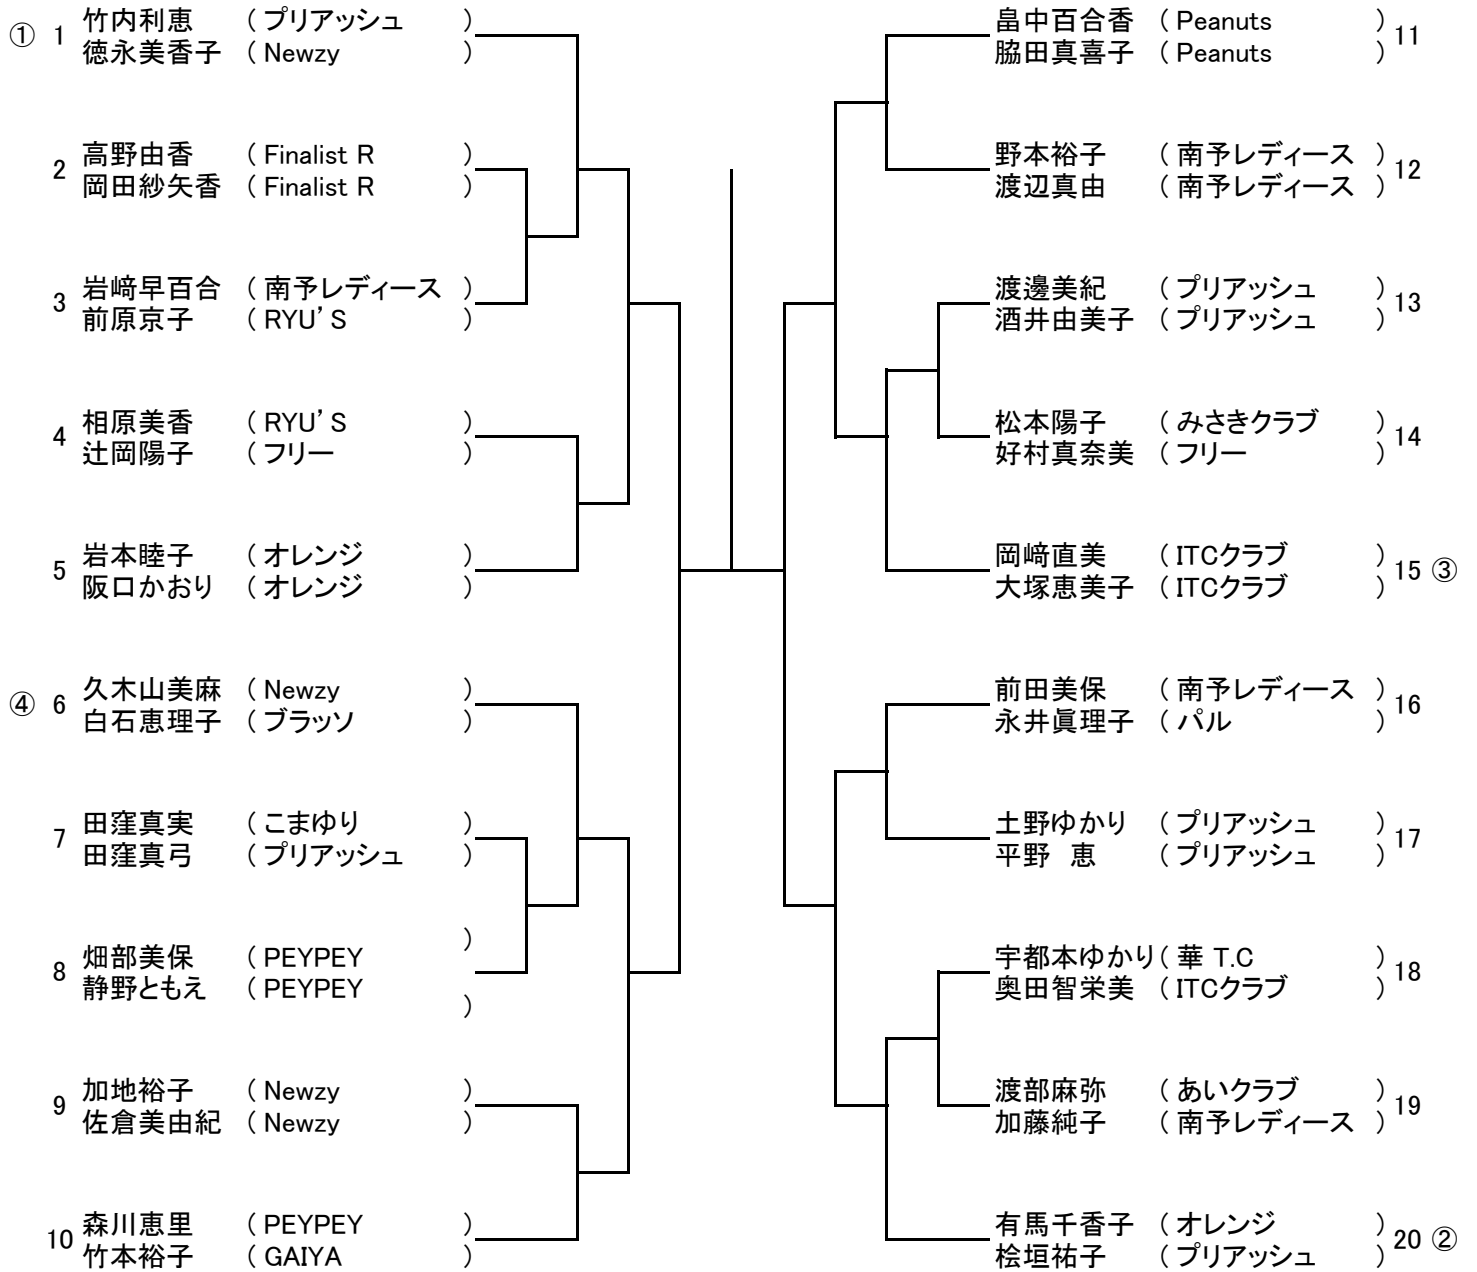 ① 1 竹内利恵 ( プリアッシュ )
徳永美香子 ( Newzy )
2 高野由香 ( Finalist R )
岡田紗矢香 ( Finalist R )
3 岩﨑早百合 ( 南予レディース )
前原京子 ( RYU'S )
4 相原美香 ( RYU'S )
辻岡陽子 ( フリー )
5 岩本睦子 ( オレンジ )
阪口かおり ( オレンジ )
④ 6 久木山美麻 ( Newzy )
白石恵理子 ( ブラッソ )
7 田窪真実 ( こまゆり )
田窪真弓 ( プリアッシュ )
8 畑部美保 ( PEYPEY )
静野ともえ ( PEYPEY )
9 加地裕子 ( Newzy )
佐倉美由紀 ( Newzy )
10 森川恵里 ( PEYPEY )
竹本裕子 ( GAIYA )
畠中百合香 ( Peanuts ) 11
脇田真喜子 ( Peanuts )
野本裕子 ( 南予レディース ) 12
渡辺真由 ( 南予レディース )
渡邊美紀 ( プリアッシュ ) 13
酒井由美子 ( プリアッシュ )
松本陽子 ( みさきクラブ ) 14
好村真奈美 ( フリー )
岡﨑直美 ( ITCクラブ ) 15 ③
大塚恵美子 ( ITCクラブ )
前田美保 ( 南予レディース ) 16
永井眞理子 ( パル )
土野ゆかり ( プリアッシュ ) 17
平野 恵 ( プリアッシュ )
宇都本ゆかり ( 華 T.C ) 18
奥田智栄美 ( ITCクラブ )
渡部麻弥 ( あいクラブ ) 19
加藤純子 ( 南予レディース )
有馬千香子 ( オレンジ ) 20 ②
桧垣祐子 ( プリアッシュ )